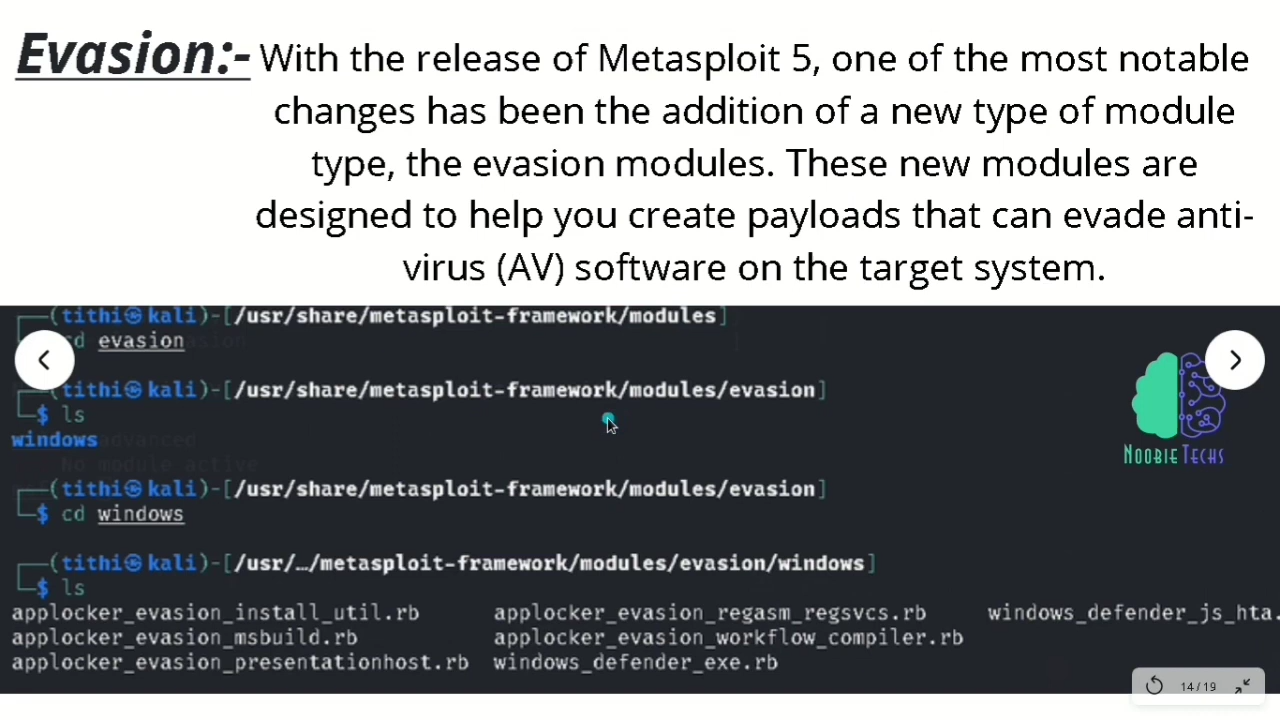 Evasion:- With the release of Metasploit 5, one of the most notable
changes has been the addition of a new type of module
type, the evasion modules. These new modules are
designed to help you create payloads that can evade anti-
virus (AV) software on the target system.
┌──(tithi㉿kali)-[/usr/share/metasploit-framework/modules]
cd evasion
┌──(tithi㉿kali)-[/usr/share/metasploit-framework/modules/evasion]
└─$ ls
windows
advanced
No module active
┌──(tithi㉿kali)-[/usr/share/metasploit-framework/modules/evasion]
└─$ cd windows
┌──(tithi㉿kali)-[/usr/…/metasploit-framework/modules/evasion/windows]
└─$ ls
applocker_evasion_install_util.rb applocker_evasion_regasm_regsvcs.rb windows_defender_js_hta.
applocker_evasion_msbuild.rb applocker_evasion_workflow_compiler.rb
applocker_evasion_presentationhost.rb windows_defender_exe.rb
NOOBIE TECHS
14/19